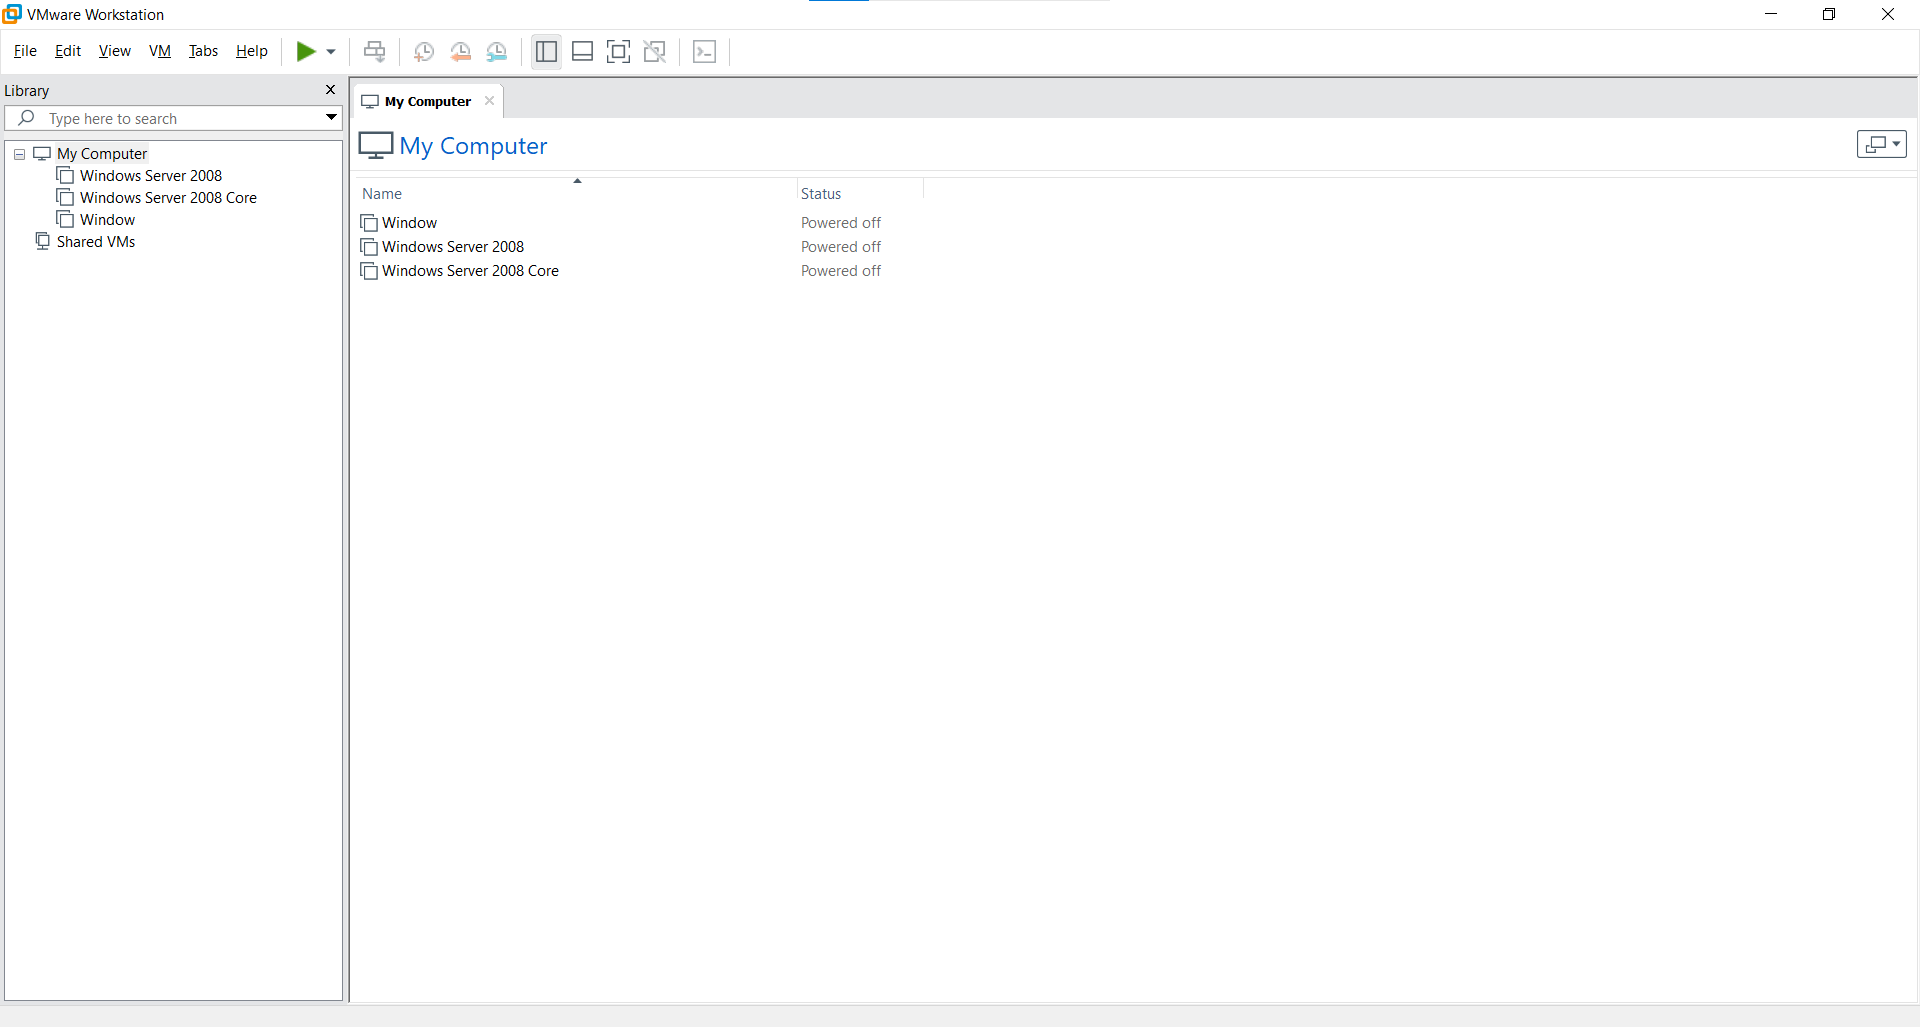 VMware Workstation
File Edit View VM Tabs Help
Library
Type here to search
My Computer
Windows Server 2008
Windows Server 2008 Core
Window
Shared VMs
My Computer
My Computer
Name Status
Window Powered off
Windows Server 2008 Powered off
Windows Server 2008 Core Powered off